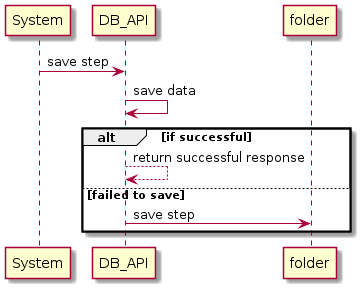 System DB_API folder
save step
save data
alt [if successful]
return successful response
[failed to save]
save step
System DB_API folder